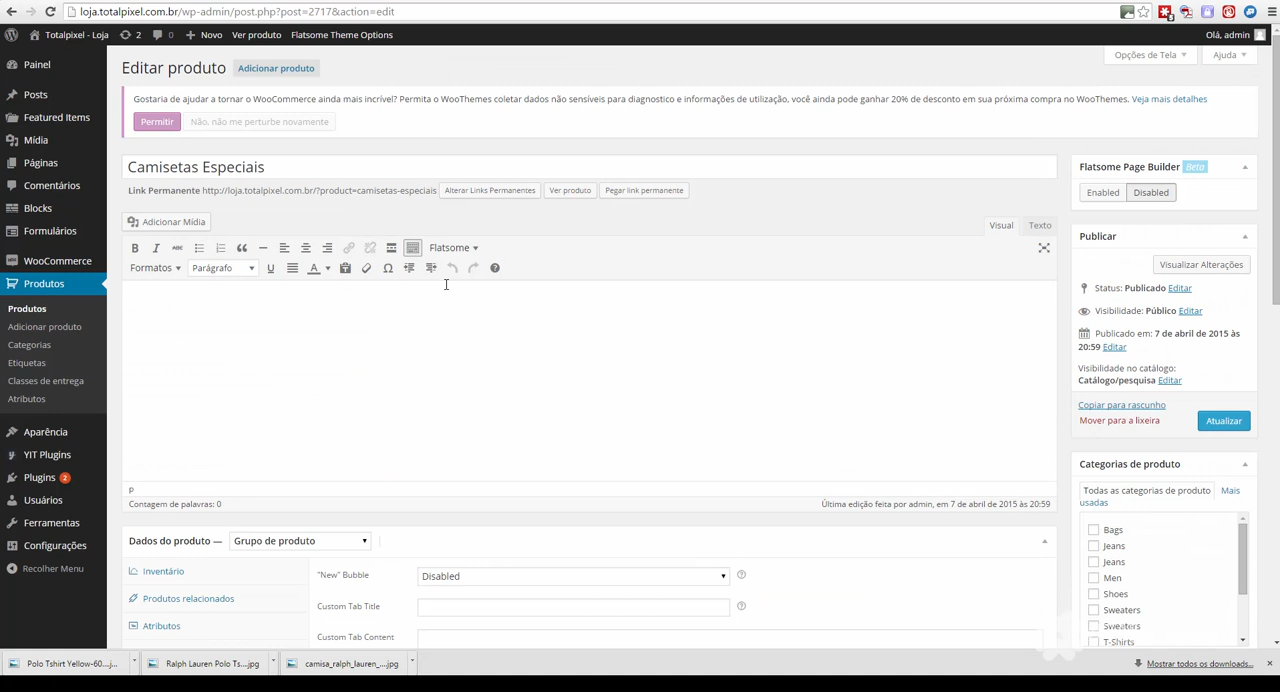 loja.totalpixel.com.br/wp-admin/post.php?post=2717&action=edit
Totalpixel - Loja 2 0 Novo Ver produto Flatsome Theme Options Olá, admin
Opções de Tela Ajuda
Painel
Posts
Featured Items
Mídia
Páginas
Comentários
Blocks
Formulários
WooCommerce
Produtos
Produtos
Adicionar produto
Categorias
Etiquetas
Classes de entrega
Atributos
Aparência
YIT Plugins
Plugins 2
Usuários
Ferramentas
Configurações
Recolher Menu
Editar produto Adicionar produto
Gostaria de ajudar a tornar o WooCommerce ainda mais incrível? Permita o WooThemes coletar dados não sensíveis para diagnostico e informações de utilização, você ainda pode ganhar 20% de desconto em sua próxima compra no WooThemes. Veja mais detalhes
Permitir Não, não me perturbe novamente
Camisetas Especiais
Link Permanente http://loja.totalpixel.com.br/?product=camisetas-especiais Alterar Links Permanentes Ver produto Pegar link permanente
Adicionar Mídia Visual Texto
B I ABC Flatsome
Formatos Parágrafo U A
p
Contagem de palavras: 0 Última edição feita por admin, em 7 de abril de 2015 às 20:59
Dados do produto — Grupo de produto
Inventário
Produtos relacionados
Atributos
"New" Bubble Disabled
Custom Tab Title
Custom Tab Content
Flatsome Page Builder Beta
Enabled Disabled
Publicar
Visualizar Alterações
Status: Publicado Editar
Visibilidade: Público Editar
Publicado em: 7 de abril de 2015 às
20:59 Editar
Visibilidade no catálogo:
Catálogo/pesquisa Editar
Copiar para rascunho
Mover para a lixeira Atualizar
Categorias de produto
Todas as categorias de produto Mais
usadas
Bags
Jeans
Jeans
Men
Shoes
Sweaters
Sweaters
T-Shirts
Polo Tshirt Yellow-60....jpg Ralph Lauren Polo Ts....jpg camisa_ralph_lauren_....jpg Mostrar todos os downloads...